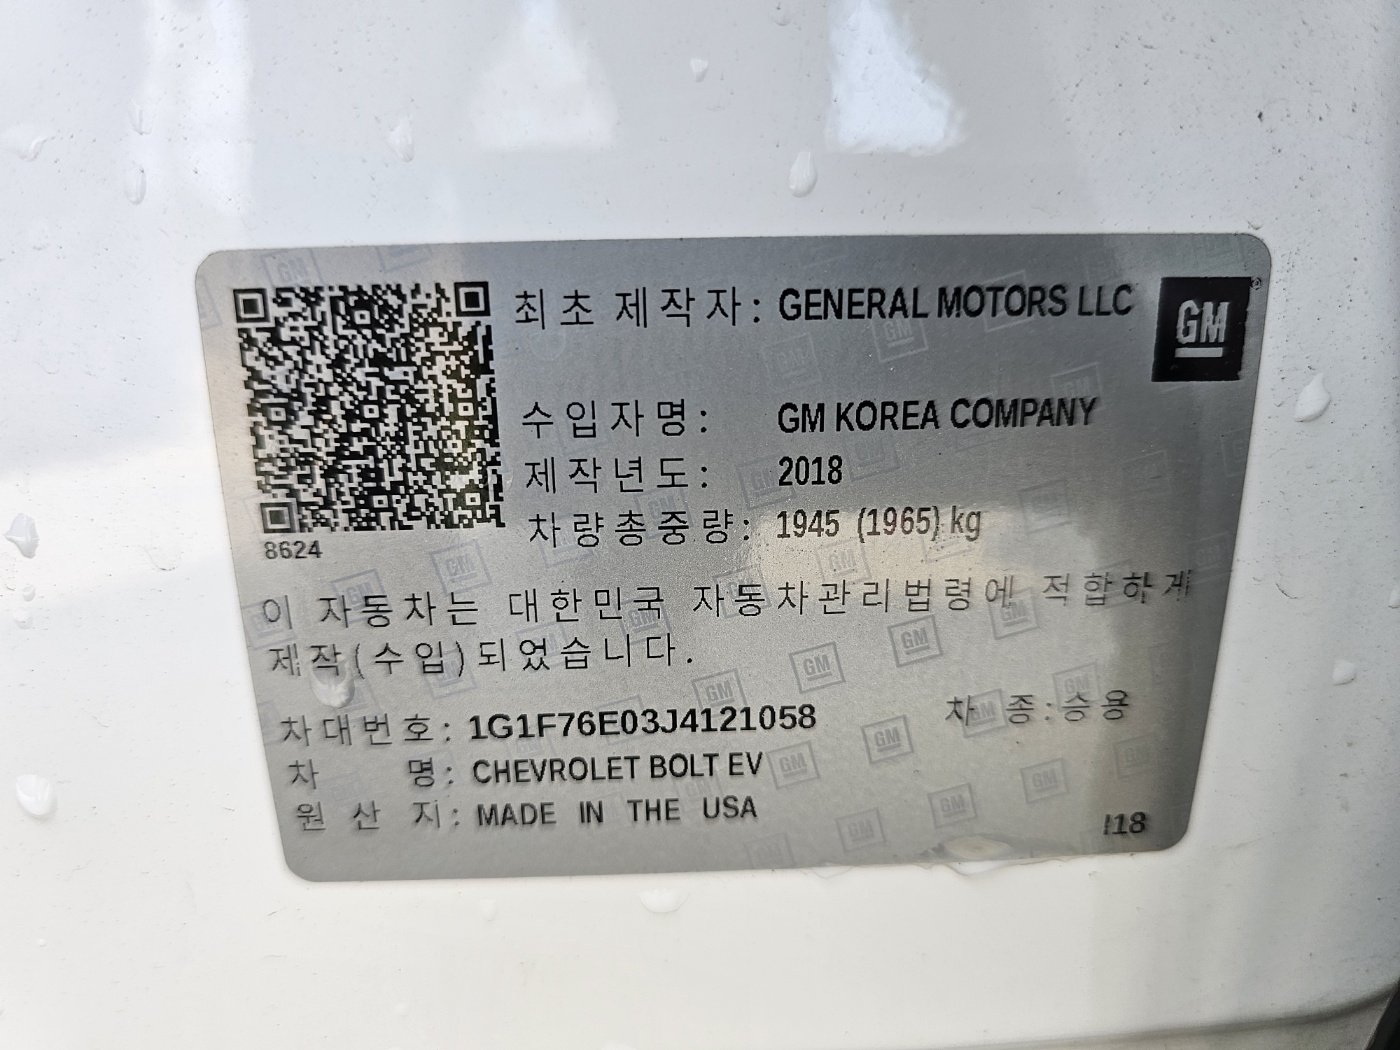 최초 제작자: GENERAL MOTORS LLC
GM
수입자명: GM KOREA COMPANY
제작년도: 2018
차량총중량: 1945 (1965) kg
8624
이 자동차는 대한민국 자동차관리법령에 적합하게
제작(수입)되었습니다.
차대번호: 1G1F76E03J4121058 차 종:승용
차 명: CHEVROLET BOLT EV
원 산 지: MADE IN THE USA